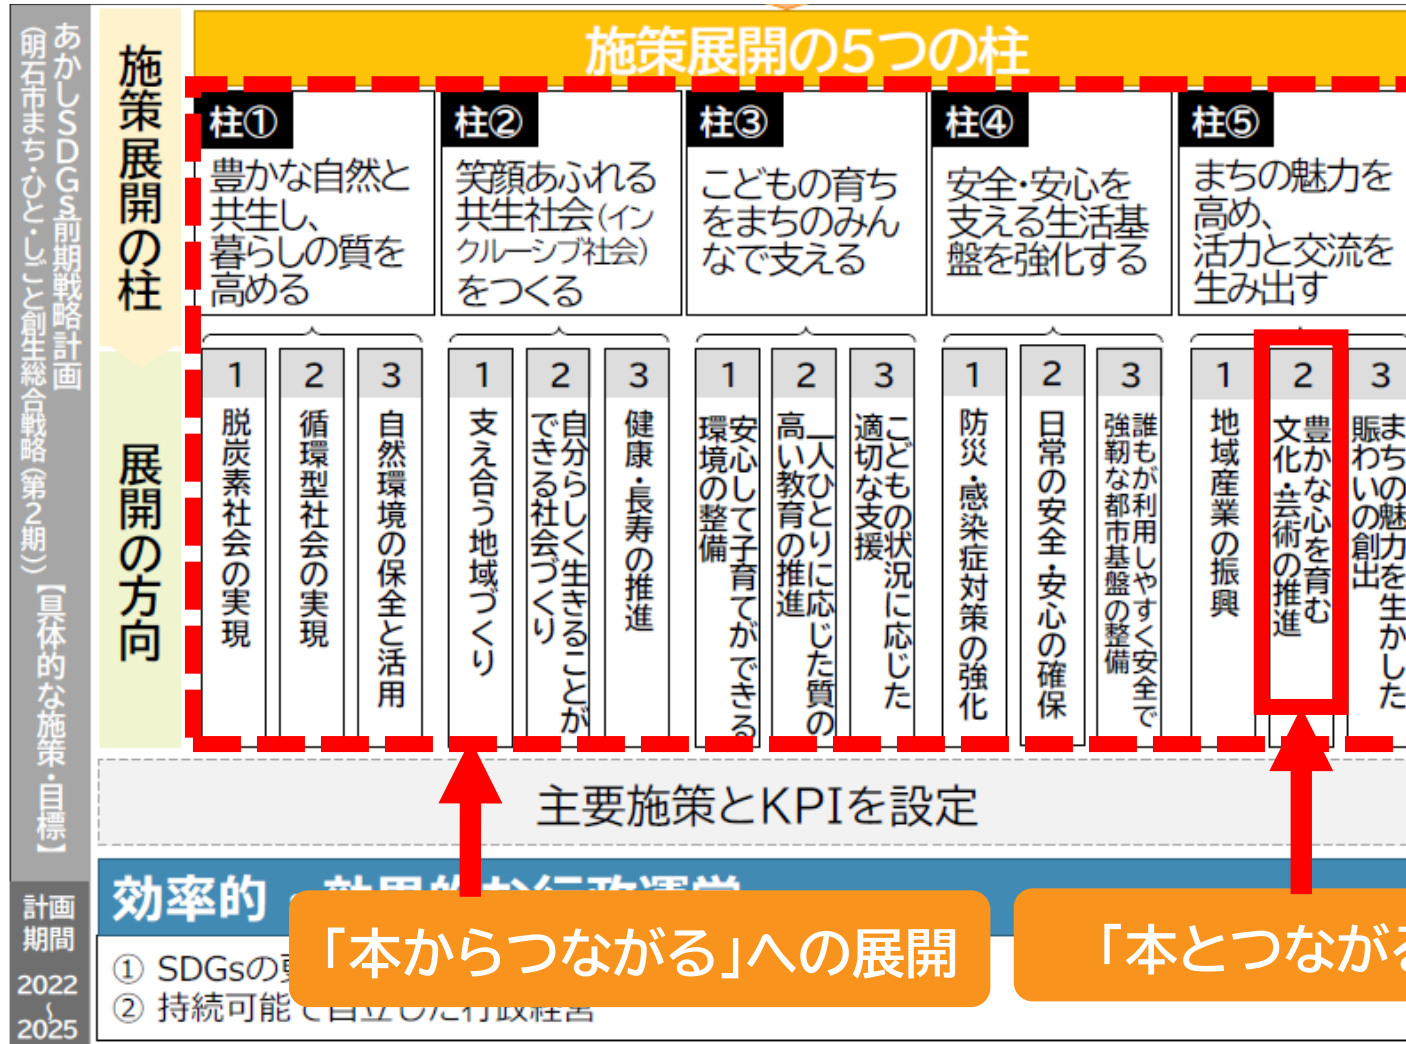 あかしSDGs前期戦略計画
(明石市まち・ひと・しごと創生総合戦略(第2期))
【具体的な施策・目標】
計画
期間
2022
〜
2025
施策展開の柱
展開の方向
施策展開の5つの柱
柱①
豊かな自然と
共生し、
暮らしの質を
高める
柱②
笑顔あふれる
共生社会(イン
クルーシブ社会)
をつくる
柱③
こどもの育ち
をまちのみん
なで支える
柱④
安全・安心を
支える生活基
盤を強化する
柱⑤
まちの魅力を
高め、
活力と交流を
生み出す
1
脱炭素社会の実現
2
循環型社会の実現
3
自然環境の保全と活用
1
支え合う地域づくり
2
自分らしく生きることが
できる社会づくり
3
健康・長寿の推進
1
安心して子育てができる
環境の整備
2
一人ひとりに応じた質の
高い教育の推進
3
こどもの状況に応じた
適切な支援
1
防災・感染症対策の強化
2
日常の安全・安心の確保
3
誰もが利用しやすく安全で
強靭な都市基盤の整備
1
地域産業の振興
2
豊かな心を育む
文化・芸術の推進
3
まちの魅力を生かした
賑わいの創出
主要施策とKPIを設定
効率的
① SDGsの
② 持続可能
「本からつながる」への展開
「本とつながる